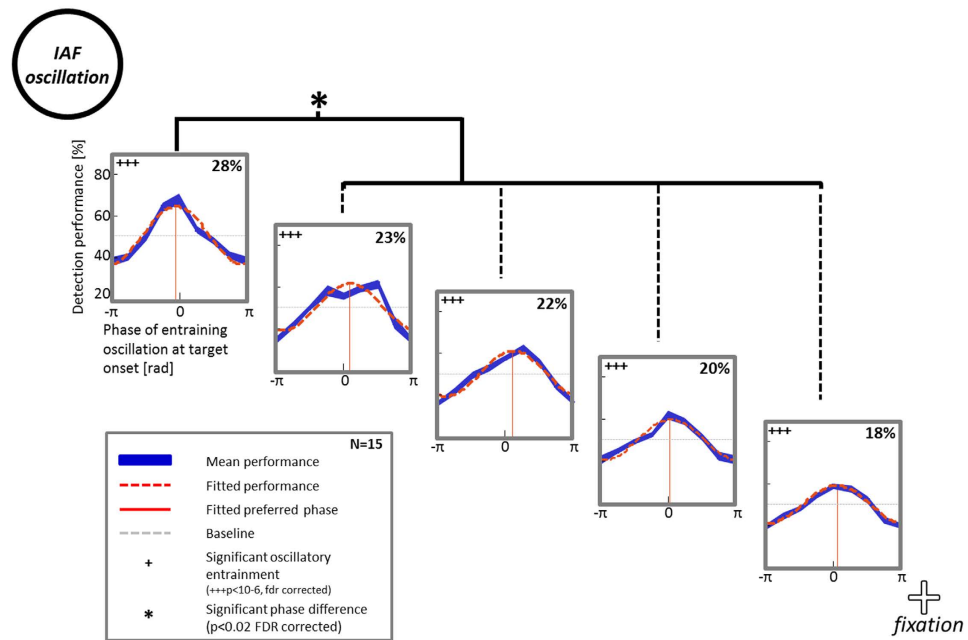 IAF
oscillation
*
Detection performance [%]
80
60
40
20
+++
28%
-π
0
π
Phase of entraining
oscillation at target
onset [rad]
+++
23%
-π
0
π
+++
22%
-π
0
π
+++
20%
-π
0
π
+++
18%
-π
0
π
N=15
Mean performance
Fitted performance
Fitted preferred phase
Baseline
+ Significant oscillatory
entrainment
(+++p<10-6, fdr corrected)
* Significant phase difference
(p<0.02 FDR corrected)
fixation